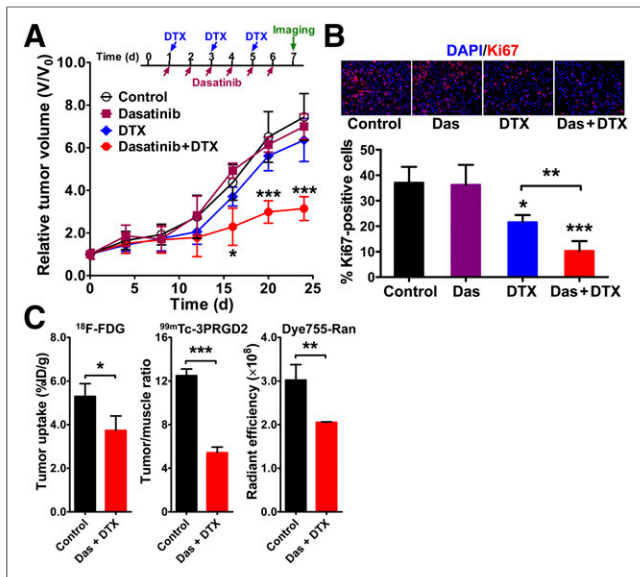 A
DTX DTX DTX Imaging
Time (d) 0 1 2 3 4 5 6 7
Dasatinib
Control
Dasatinib
DTX
Dasatinib+DTX
Relative tumor volume (V/V₀)
10.0
8.0
6.0
4.0
2.0
0.0
0 5 10 15 20 25
Time (d)
*
***
***
B
DAPI/Ki67
Control Das DTX Das+DTX
% Ki67-positive cells
50
40
30
20
10
0
*
**
***
Control Das DTX Das+DTX
C
¹⁸F-FDG
Tumor uptake (%ID/g)
8.0
6.0
4.0
2.0
0.0
*
Control
Das + DTX
⁹⁹ᵐTc-3PRGD2
Tumor/muscle ratio
16
12
8
4
0
***
Control
Das + DTX
Dye755-Ran
Radiant efficiency (×10⁸)
4.0
3.0
2.0
1.0
0.0
**
Control
Das + DTX